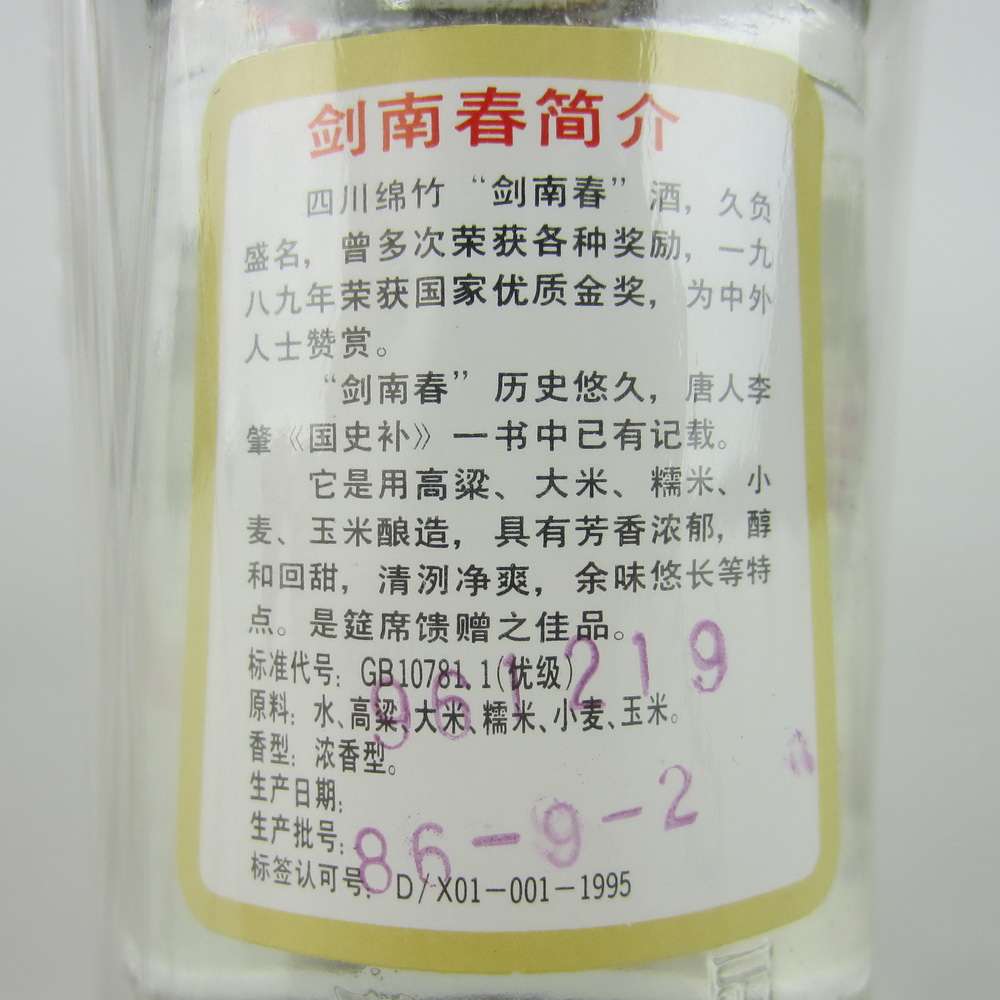 剑南春简介
四川绵竹“剑南春”酒，久负
盛名，曾多次荣获各种奖励，一九
八九年荣获国家优质金奖，为中外
人士赞赏。
“剑南春”历史悠久，唐人李
肇《国史补》一书中已有记载。
它是用高粱、大米、糯米、小
麦、玉米酿造，具有芳香浓郁，醇
和回甜，清洌净爽，余味悠长等特
点。是筵席馈赠之佳品。
标准代号：GB10781.1(优级)
961219
原料：水、高粱、大米、糯米、小麦、玉米。
香型：浓香型。
生产日期：
生产批号：
86-9-2
标签认可号：D/X01-001-1995